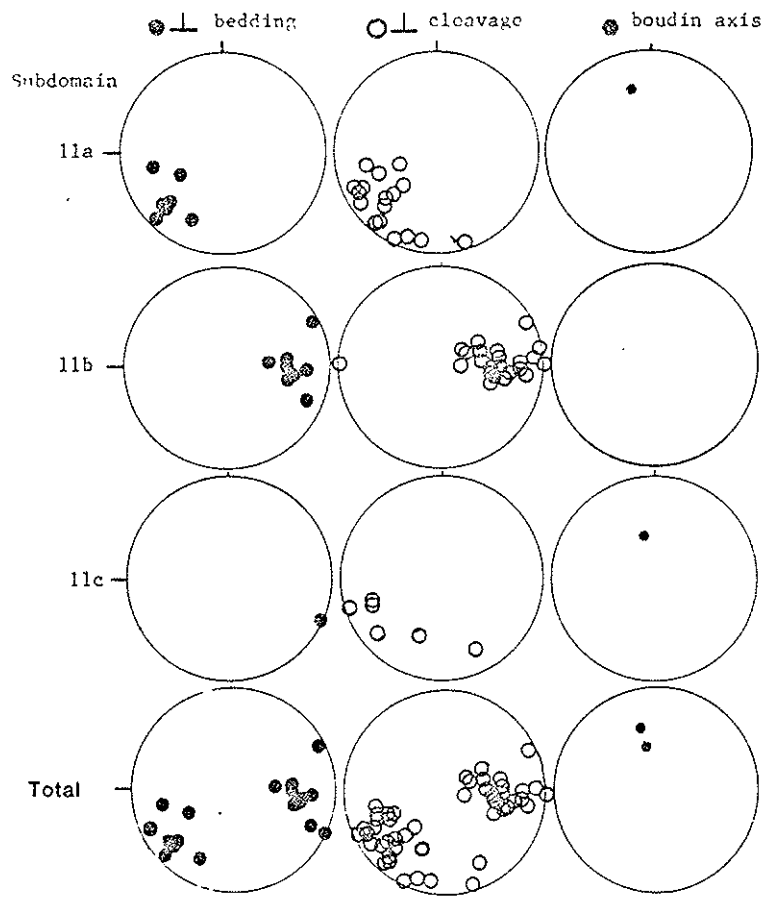 ⊥ bedding ⊥ cleavage boudin axis
Subdomain
11a
11b
11c
Total